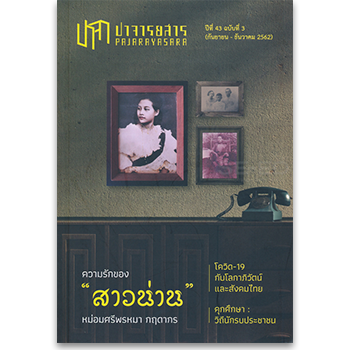 ปาจารยสาร
PAJARAYASARA
ปีที่ 43 ฉบับที่ 3
(กันยายน - ธันวาคม 2562)
ความรักของ
"สาวน่าน"
หม่อมศรีพรหมา กฤดากร
โควิด-19
กับโลกาภิวัตน์
และสังคมไทย
คุกศึกษา :
วิถีนักรบประชาชน